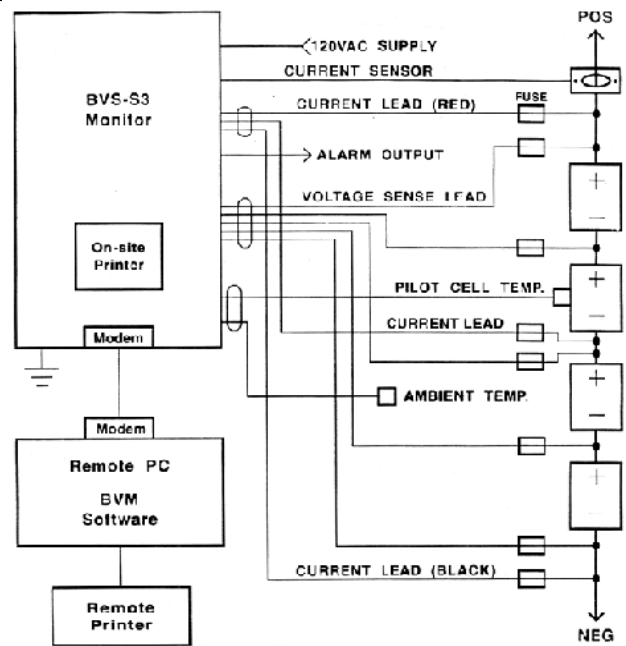 POS
120VAC SUPPLY
CURRENT SENSOR
BVS-S3
Monitor
CURRENT LEAD (RED)
FUSE
ALARM OUTPUT
VOLTAGE SENSE LEAD
+
−
On-site
Printer
PILOT CELL TEMP.
+
−
CURRENT LEAD
Modem
AMBIENT TEMP.
+
−
Modem
Remote PC
BVM
Software
+
−
CURRENT LEAD (BLACK)
Remote
Printer
NEG